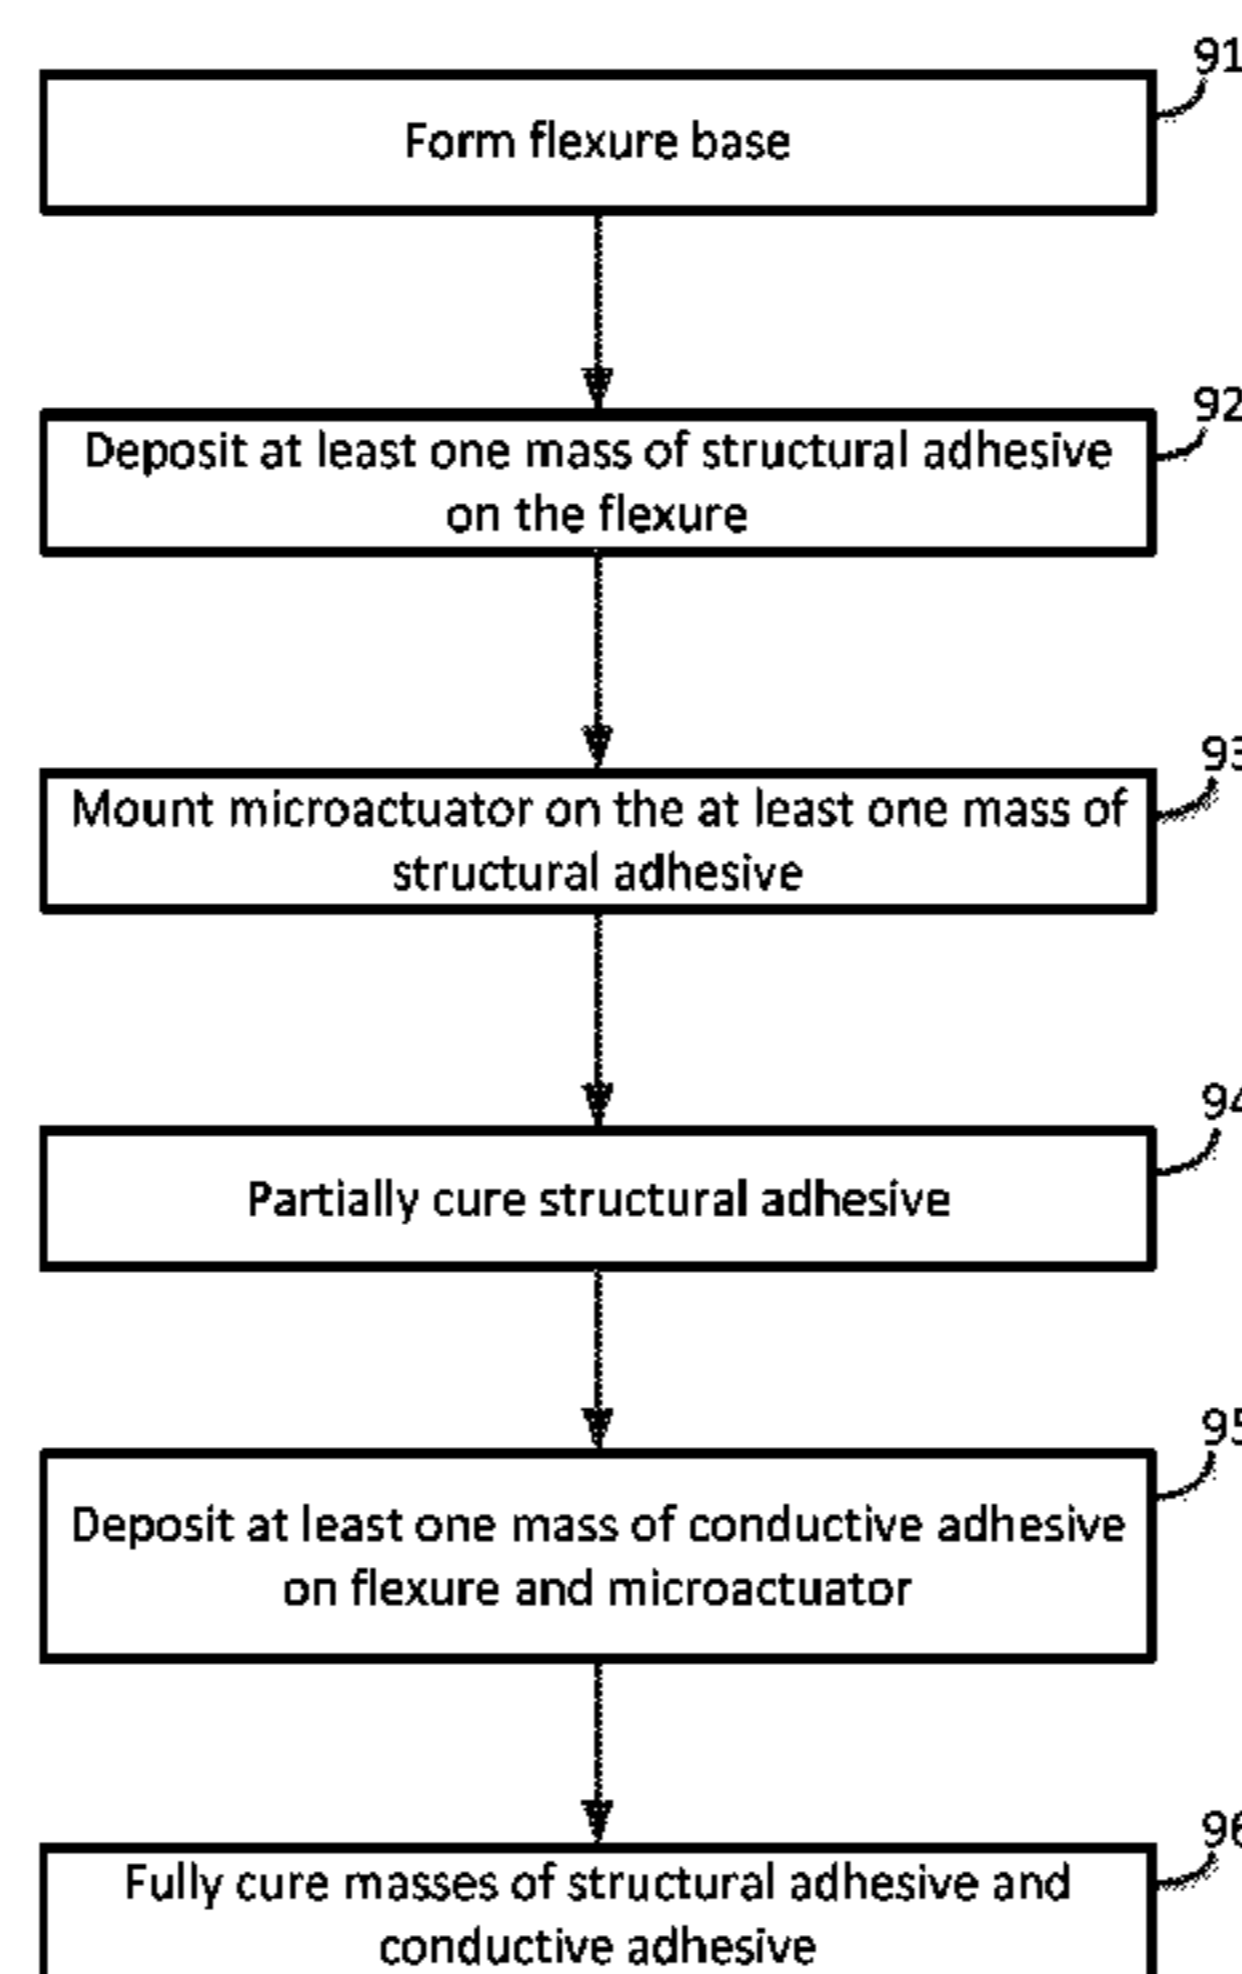 91
Form flexure base
92
Deposit at least one mass of structural adhesive
on the flexure
93
Mount microactuator on the at least one mass of
structural adhesive
94
Partially cure structural adhesive
95
Deposit at least one mass of conductive adhesive
on flexure and microactuator
96
Fully cure masses of structural adhesive and
conductive adhesive